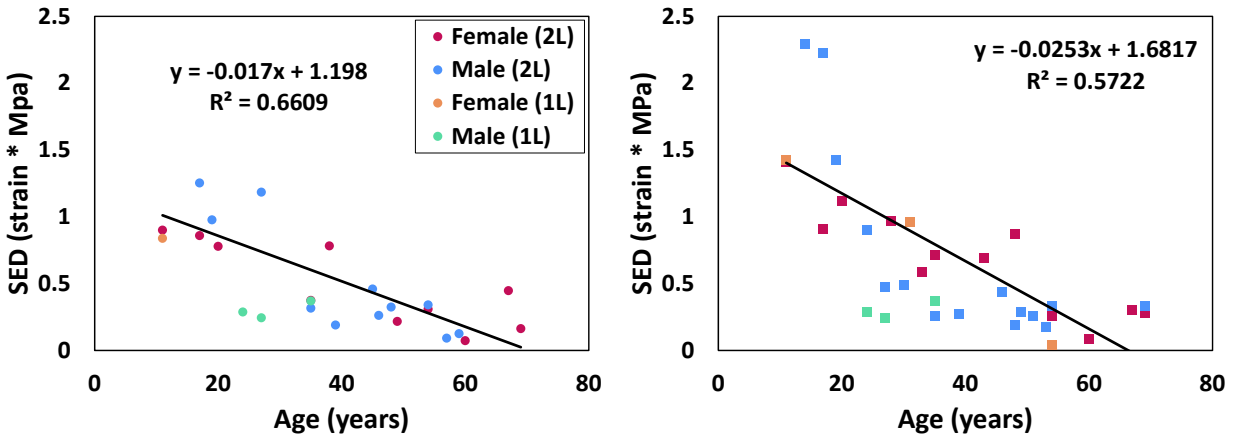 2.5
2
1.5
1
0.5
0
0
20
40
60
80
SED (strain * Mpa)
Age (years)
y = -0.017x + 1.198
R² = 0.6609
Female (2L)
Male (2L)
Female (1L)
Male (1L)
2.5
2
1.5
1
0.5
0
0
20
40
60
80
SED (strain * MPa)
Age (years)
y = -0.0253x + 1.6817
R² = 0.5722